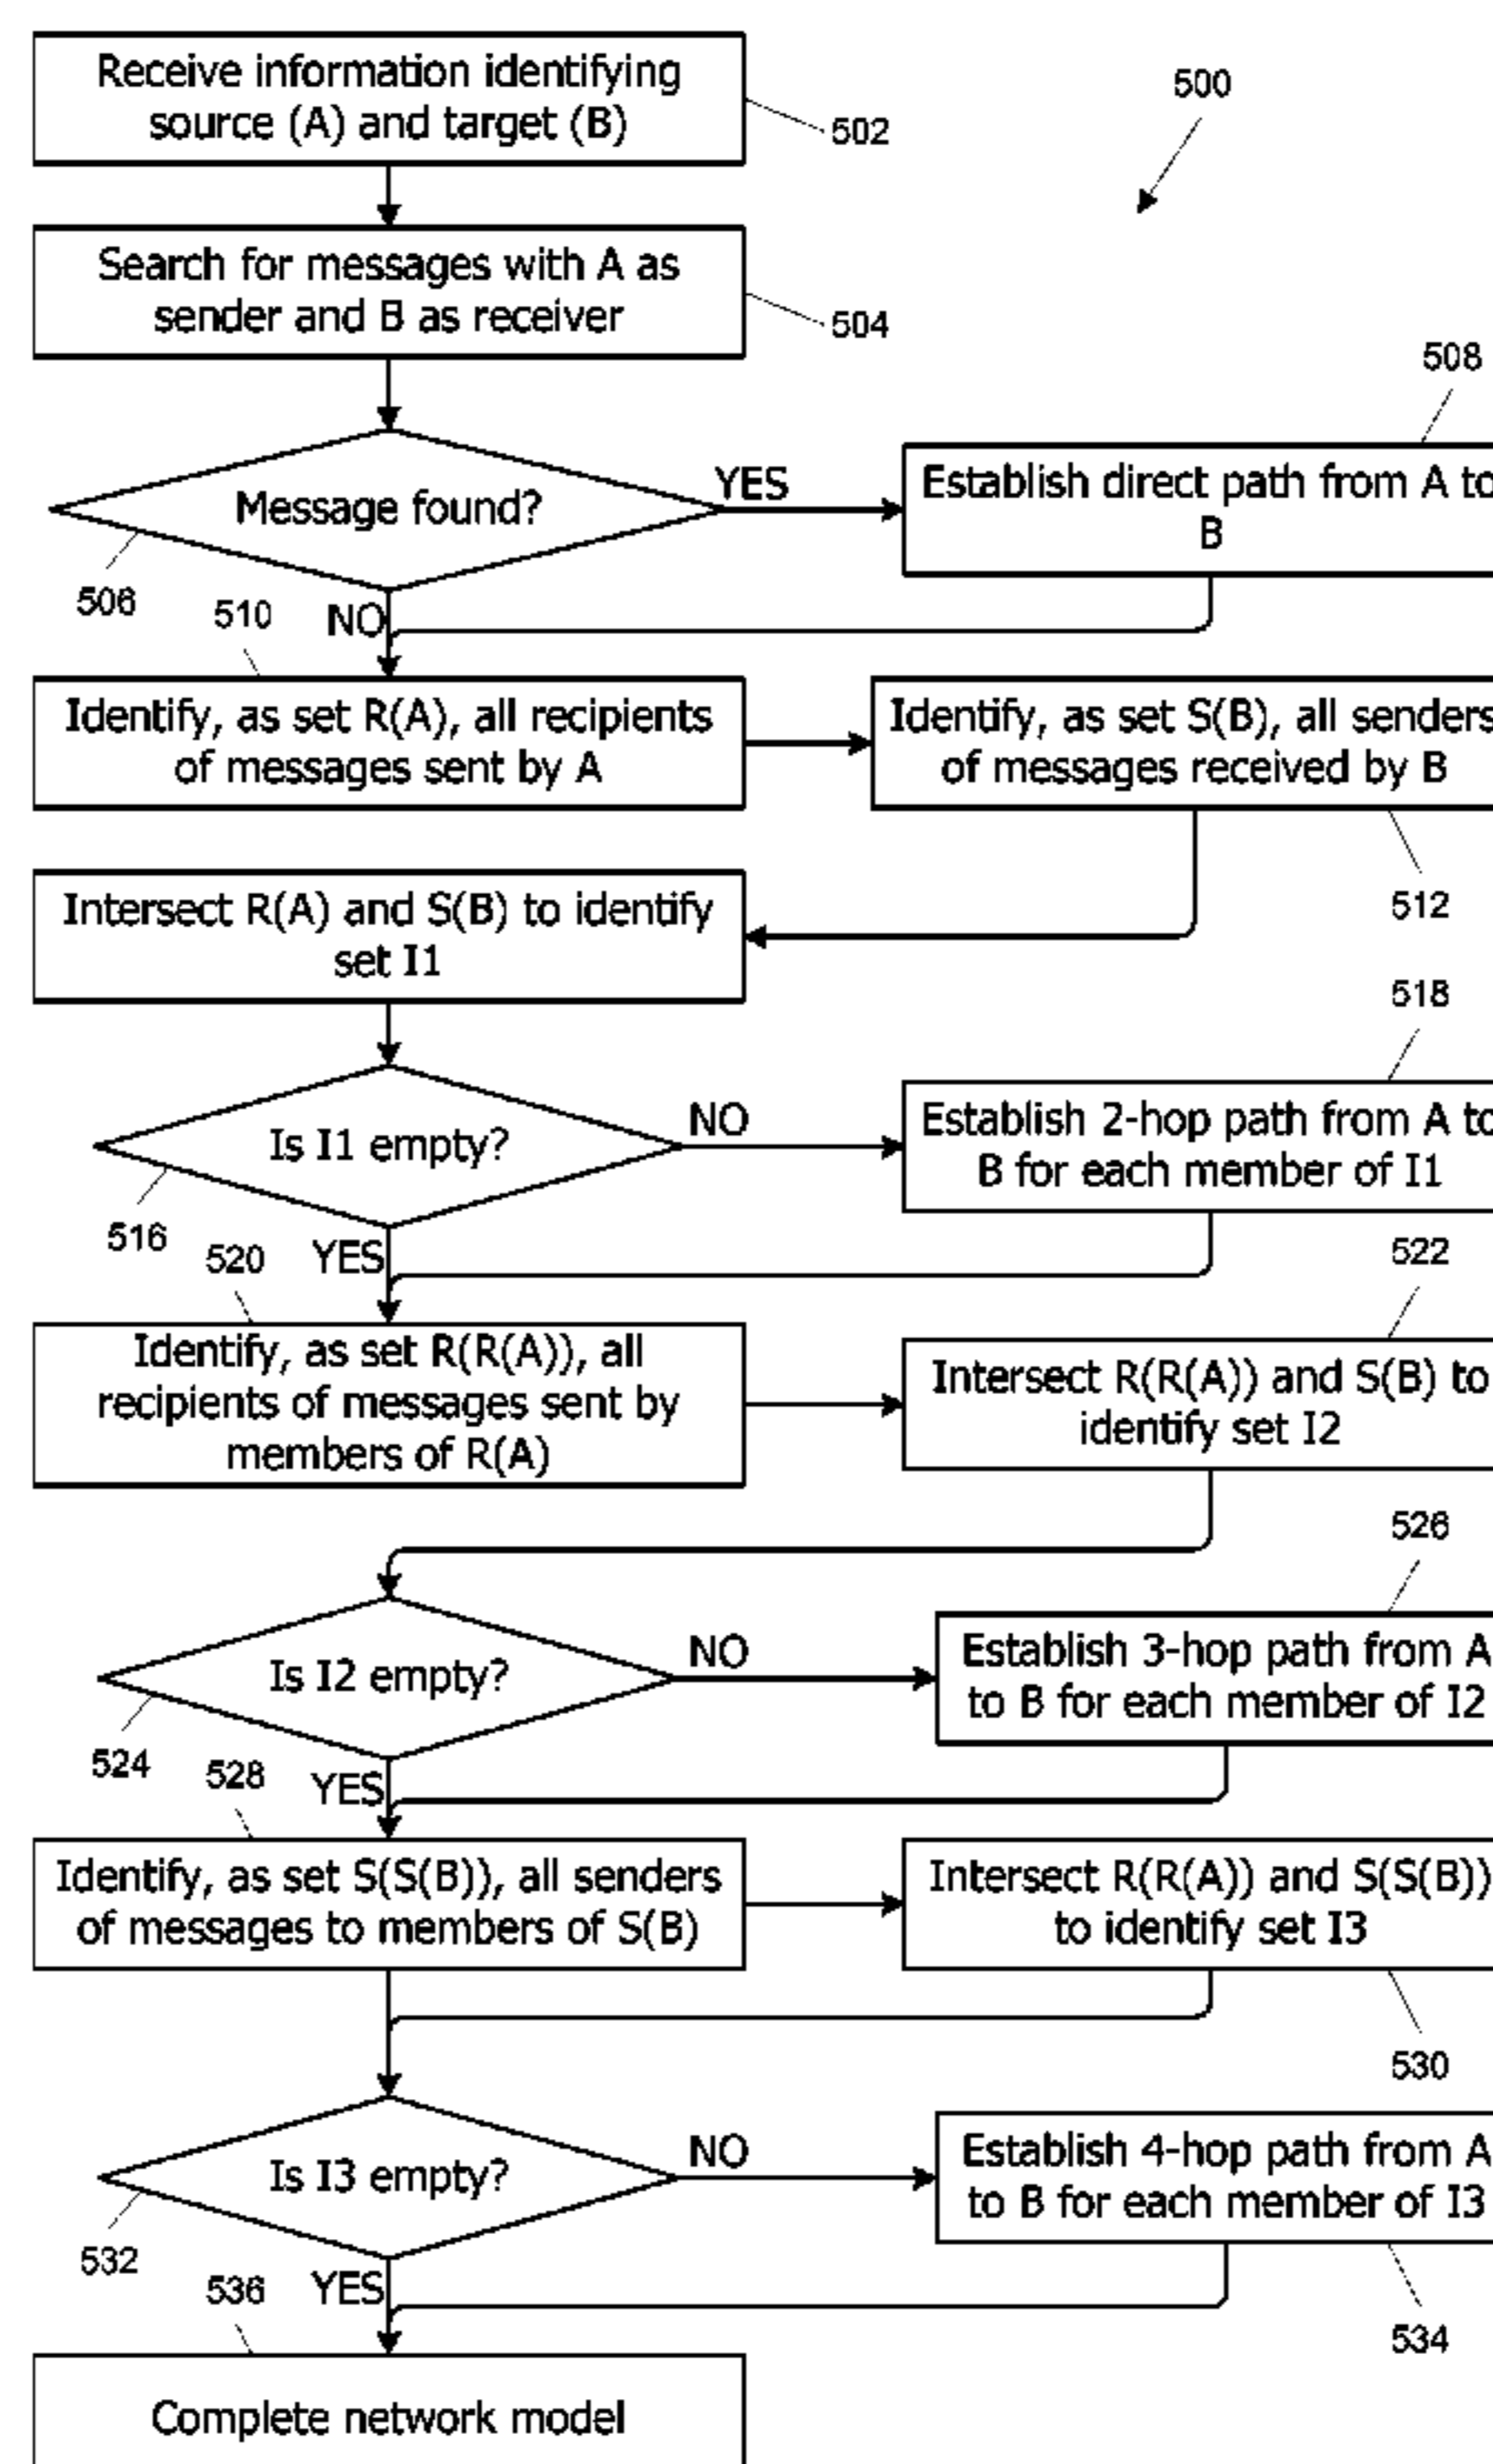 Receive information identifying
source (A) and target (B)
502
500
Search for messages with A as
sender and B as receiver
504
508
Message found?
YES
Establish direct path from A to
B
506
510
NO
Identify, as set R(A), all recipients
of messages sent by A
Identify, as set S(B), all senders
of messages received by B
512
Intersect R(A) and S(B) to identify
set I1
518
Is I1 empty?
NO
Establish 2-hop path from A to
B for each member of I1
516
520
YES
522
Identify, as set R(R(A)), all
recipients of messages sent by
members of R(A)
Intersect R(R(A)) and S(B) to
identify set I2
526
Is I2 empty?
NO
Establish 3-hop path from A
to B for each member of I2
524
528
YES
Identify, as set S(S(B)), all senders
of messages to members of S(B)
Intersect R(R(A)) and S(S(B))
to identify set I3
530
Is I3 empty?
NO
Establish 4-hop path from A
to B for each member of I3
532
536
YES
534
Complete network model